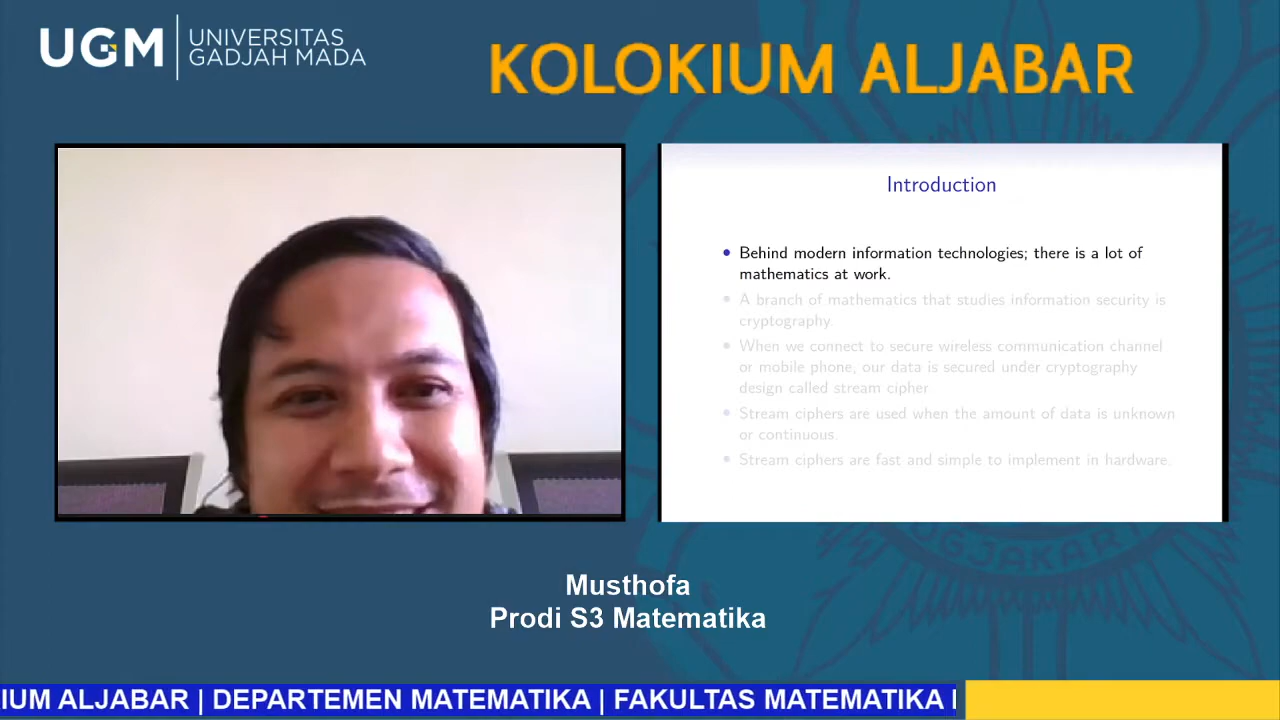 UGM
UNIVERSITAS
GADJAH MADA
KOLOKIUM ALJABAR
Introduction
Behind modern information technologies; there is a lot of
mathematics at work.
A branch of mathematics that studies information security is
cryptography
When we connect to secure wireless communication channel
or mobile phone, our data is secured under cryptography
design called stream cipher
Stream ciphers are used when the amount of data is unknown
or continuous.
Stream ciphers are fast and simple to implement in hardware.
Musthofa
Prodi S3 Matematika
IUM ALJABAR | DEPARTEMEN MATEMATIKA | FAKULTAS MATEMATIKA